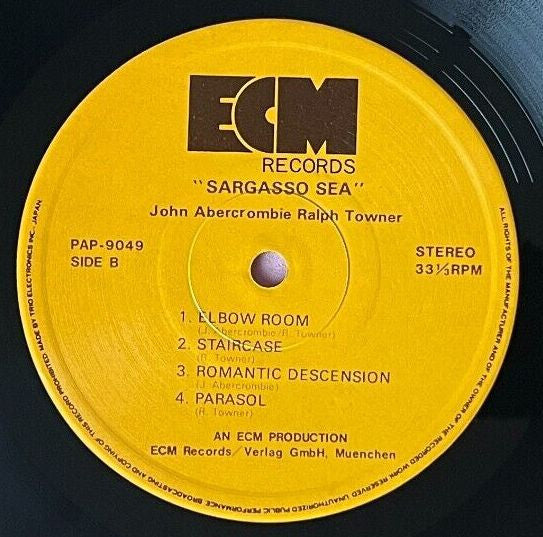 ECM
RECORDS
"SARGASSO SEA"
John Abercrombie Ralph Towner
PAP-9049
SIDE B
STEREO
33⅓RPM
1. ELBOW ROOM
(J. Abercrombie/R. Towner)
2. STAIRCASE
(R. Towner)
3. ROMANTIC DESCENSION
(J. Abercrombie)
4. PARASOL
(R. Towner)
AN ECM PRODUCTION
ECM Records/Verlag GmbH, Muenchen
ALL RIGHTS OF THE MANUFACTURER AND OF THE OWNER OF THE RECORDED WORK RESERVED UNAUTHORIZED PUBLIC PERFORMANCE BROADCASTING AND COPYING OF THIS RECORD PROHIBITED MADE BY TRIO ELECTRONICS INC. JAPAN.